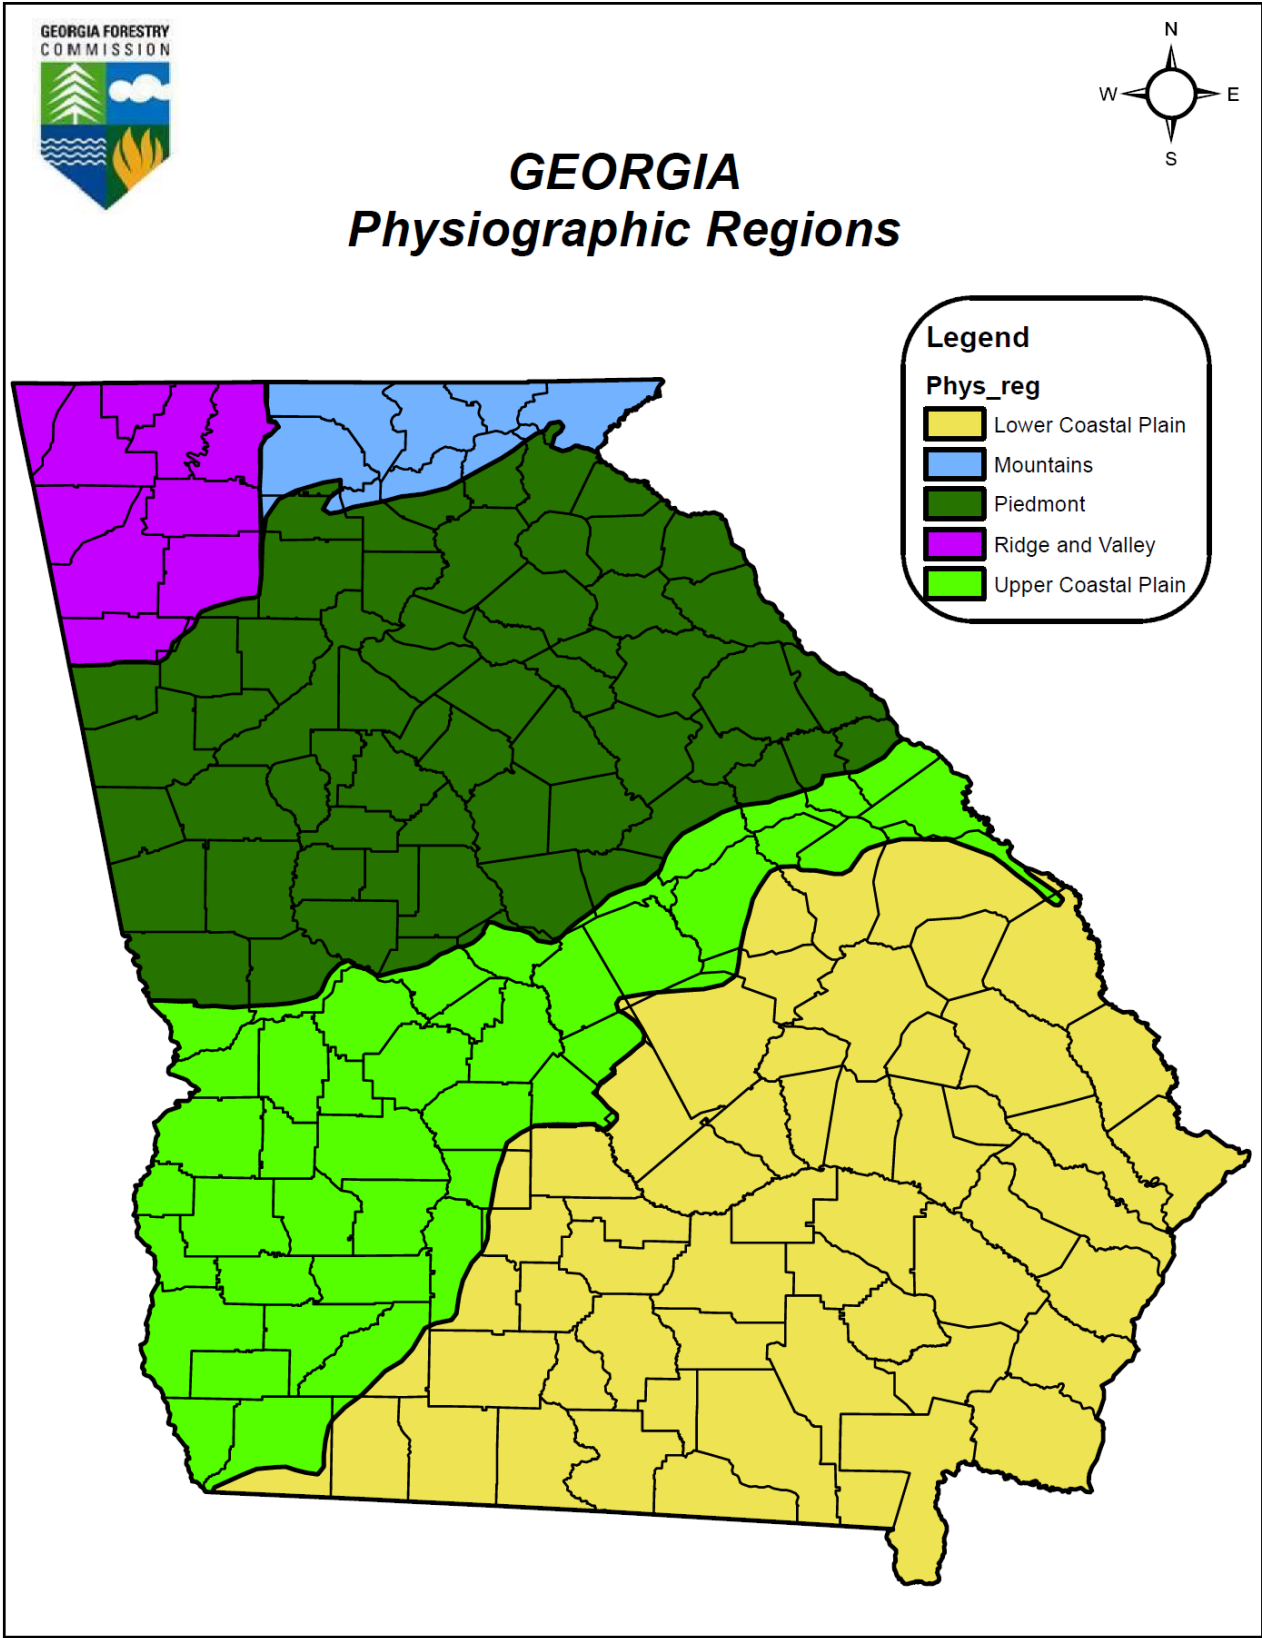 GEORGIA FORESTRY
COMMISSION
N
W E
S
GEORGIA
Physiographic Regions
Legend
Phys_reg
Lower Coastal Plain
Mountains
Piedmont
Ridge and Valley
Upper Coastal Plain